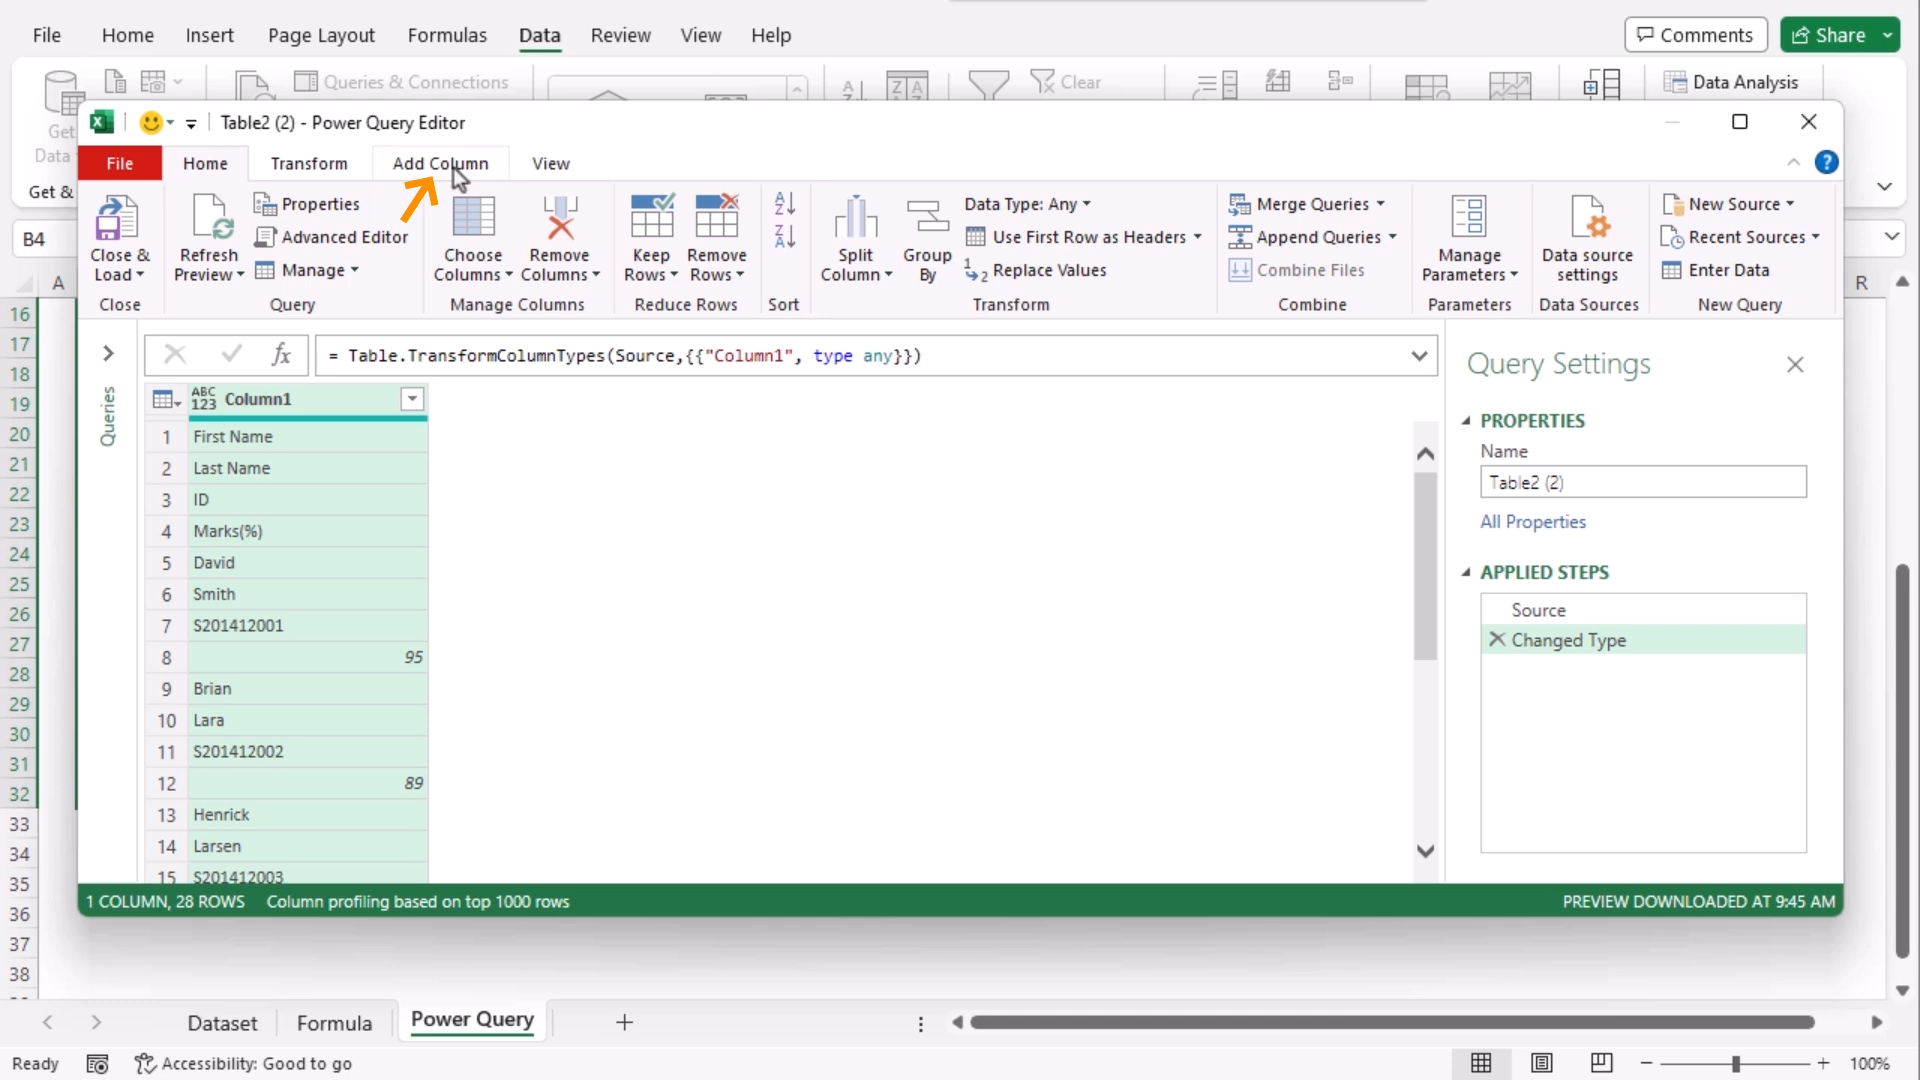 File Home Insert Page Layout Formulas Data Review View Help Comments Share
Queries & Connections Clear Data Analysis
Get
Data
Get &
Table2 (2) - Power Query Editor
File Home Transform Add Column View
Close & Load
Refresh Preview
Properties
Advanced Editor
Manage
Choose Columns
Remove Columns
Keep Rows
Remove Rows
Split Column
Group By
Data Type: Any
Use First Row as Headers
Replace Values
Merge Queries
Append Queries
Combine Files
Manage Parameters
Data source settings
New Source
Recent Sources
Enter Data
Close Query Manage Columns Reduce Rows Sort Transform Combine Parameters Data Sources New Query
B4
A R
fx = Table.TransformColumnTypes(Source,{{"Column1", type any}})
Queries
ABC 123 Column1
1 First Name
2 Last Name
3 ID
4 Marks(%)
5 David
6 Smith
7 S201412001
8 95
9 Brian
10 Lara
11 S201412002
12 89
13 Henrick
14 Larsen
15 S201412003
Query Settings
PROPERTIES
Name
Table2 (2)
All Properties
APPLIED STEPS
Source
Changed Type
1 COLUMN, 28 ROWS Column profiling based on top 1000 rows PREVIEW DOWNLOADED AT 9:45 AM
16
17
18
19
20
21
22
23
24
25
26
27
28
29
30
31
32
33
34
35
36
37
38
Dataset Formula Power Query
Ready Accessibility: Good to go 100%